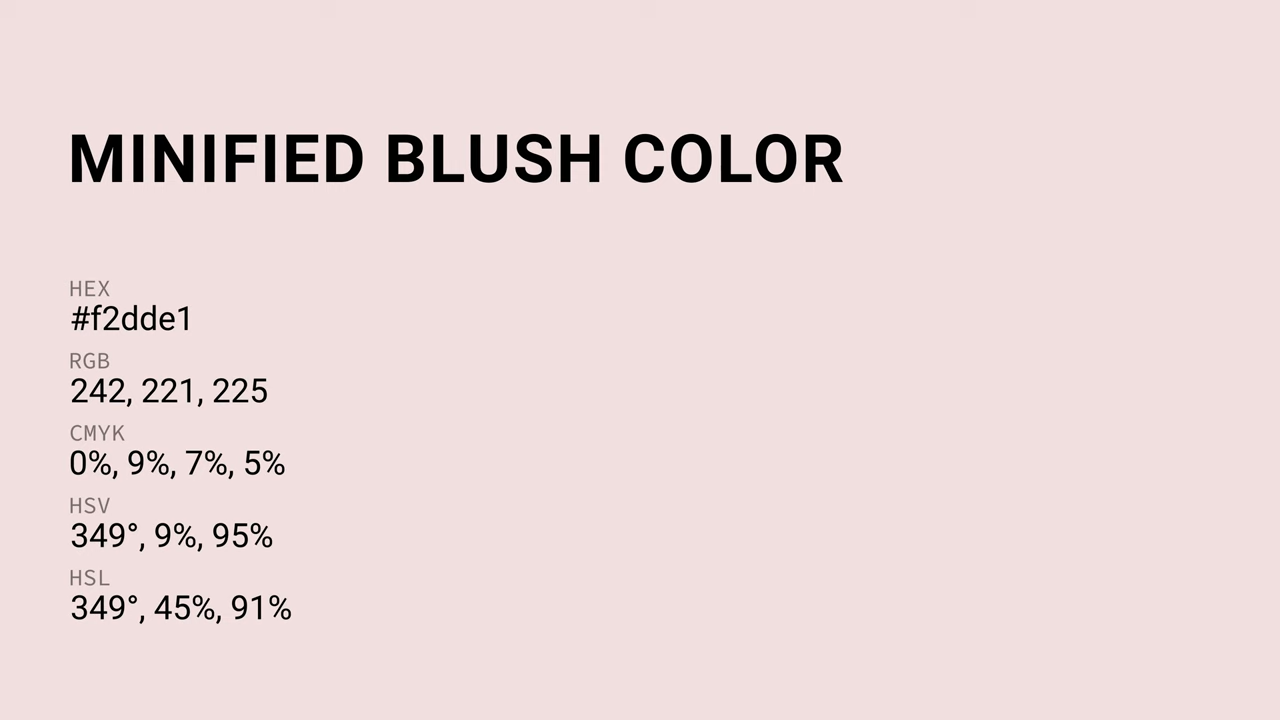 MINIFIED BLUSH COLOR
HEX
#f2dde1
RGB
242, 221, 225
CMYK
0%, 9%, 7%, 5%
HSV
349°, 9%, 95%
HSL
349°, 45%, 91%